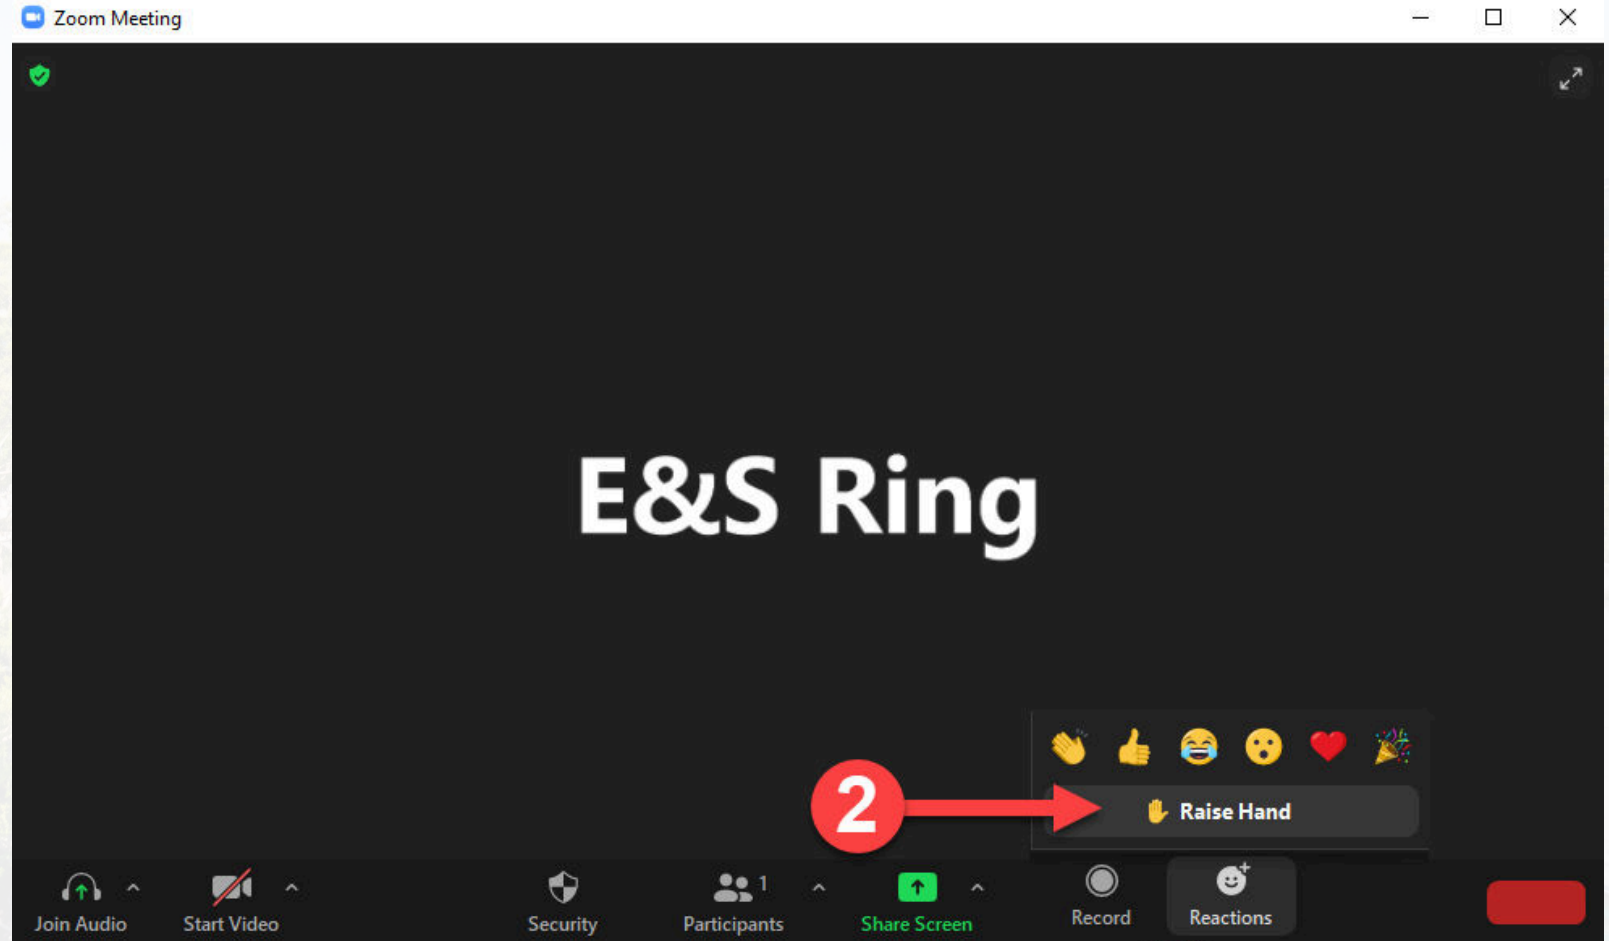 Zoom Meeting
E&S Ring
2
Raise Hand
1
Join Audio
Start Video
Security
Participants
Share Screen
Record
Reactions